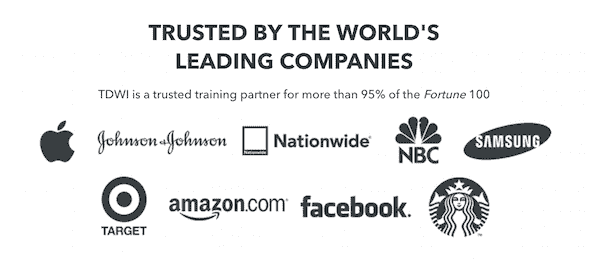 TRUSTED BY THE WORLD'S
LEADING COMPANIES
TDWI is a trusted training partner for more than 95% of the Fortune 100
Johnson & Johnson Nationwide® NBC SAMSUNG
TARGET amazon.com® facebook.